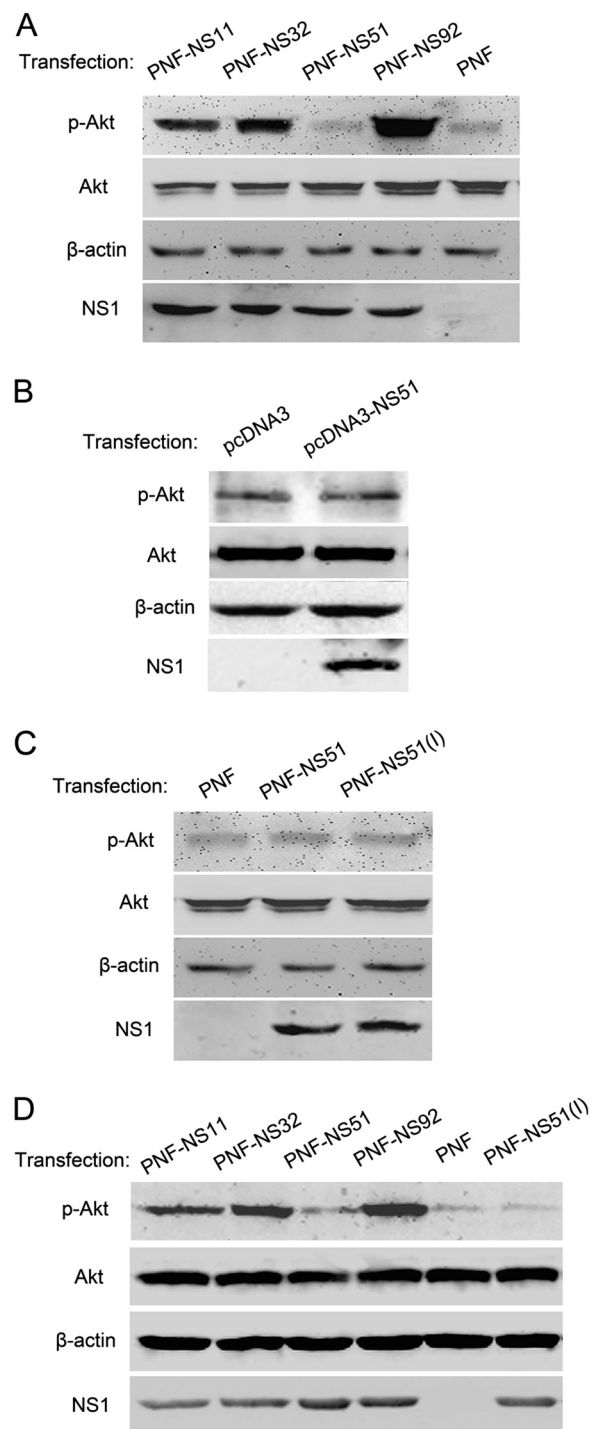 A
Transfection: PNF-NS11 PNF-NS32 PNF-NS51 PNF-NS92 PNF
p-Akt
Akt
β-actin
NS1
B
Transfection: pcDNA3 pcDNA3-NS51
p-Akt
Akt
β-actin
NS1
C
Transfection: PNF PNF-NS51 PNF-NS51(I)
p-Akt
Akt
β-actin
NS1
D
Transfection: PNF-NS11 PNF-NS32 PNF-NS51 PNF-NS92 PNF PNF-NS51(I)
p-Akt
Akt
β-actin
NS1